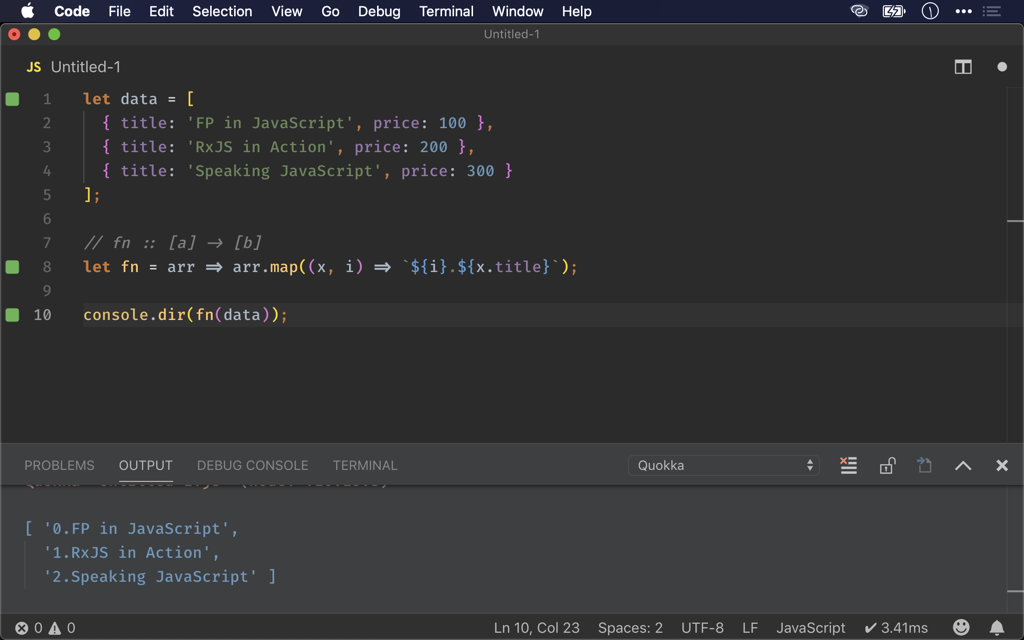 Code File Edit Selection View Go Debug Terminal Window Help
Untitled-1
JS Untitled-1
1 let data = [
2 { title: 'FP in JavaScript', price: 100 },
3 { title: 'RxJS in Action', price: 200 },
4 { title: 'Speaking JavaScript', price: 300 }
5 ];
6
7 // fn :: [a] → [b]
8 let fn = arr ⇒ arr.map((x, i) ⇒ `${i}.${x.title}`);
9
10 console.dir(fn(data));
PROBLEMS OUTPUT DEBUG CONSOLE TERMINAL Quokka
[ '0.FP in JavaScript',
'1.RxJS in Action',
'2.Speaking JavaScript' ]
0 0 Ln 10, Col 23 Spaces: 2 UTF-8 LF JavaScript ✔ 3.41ms